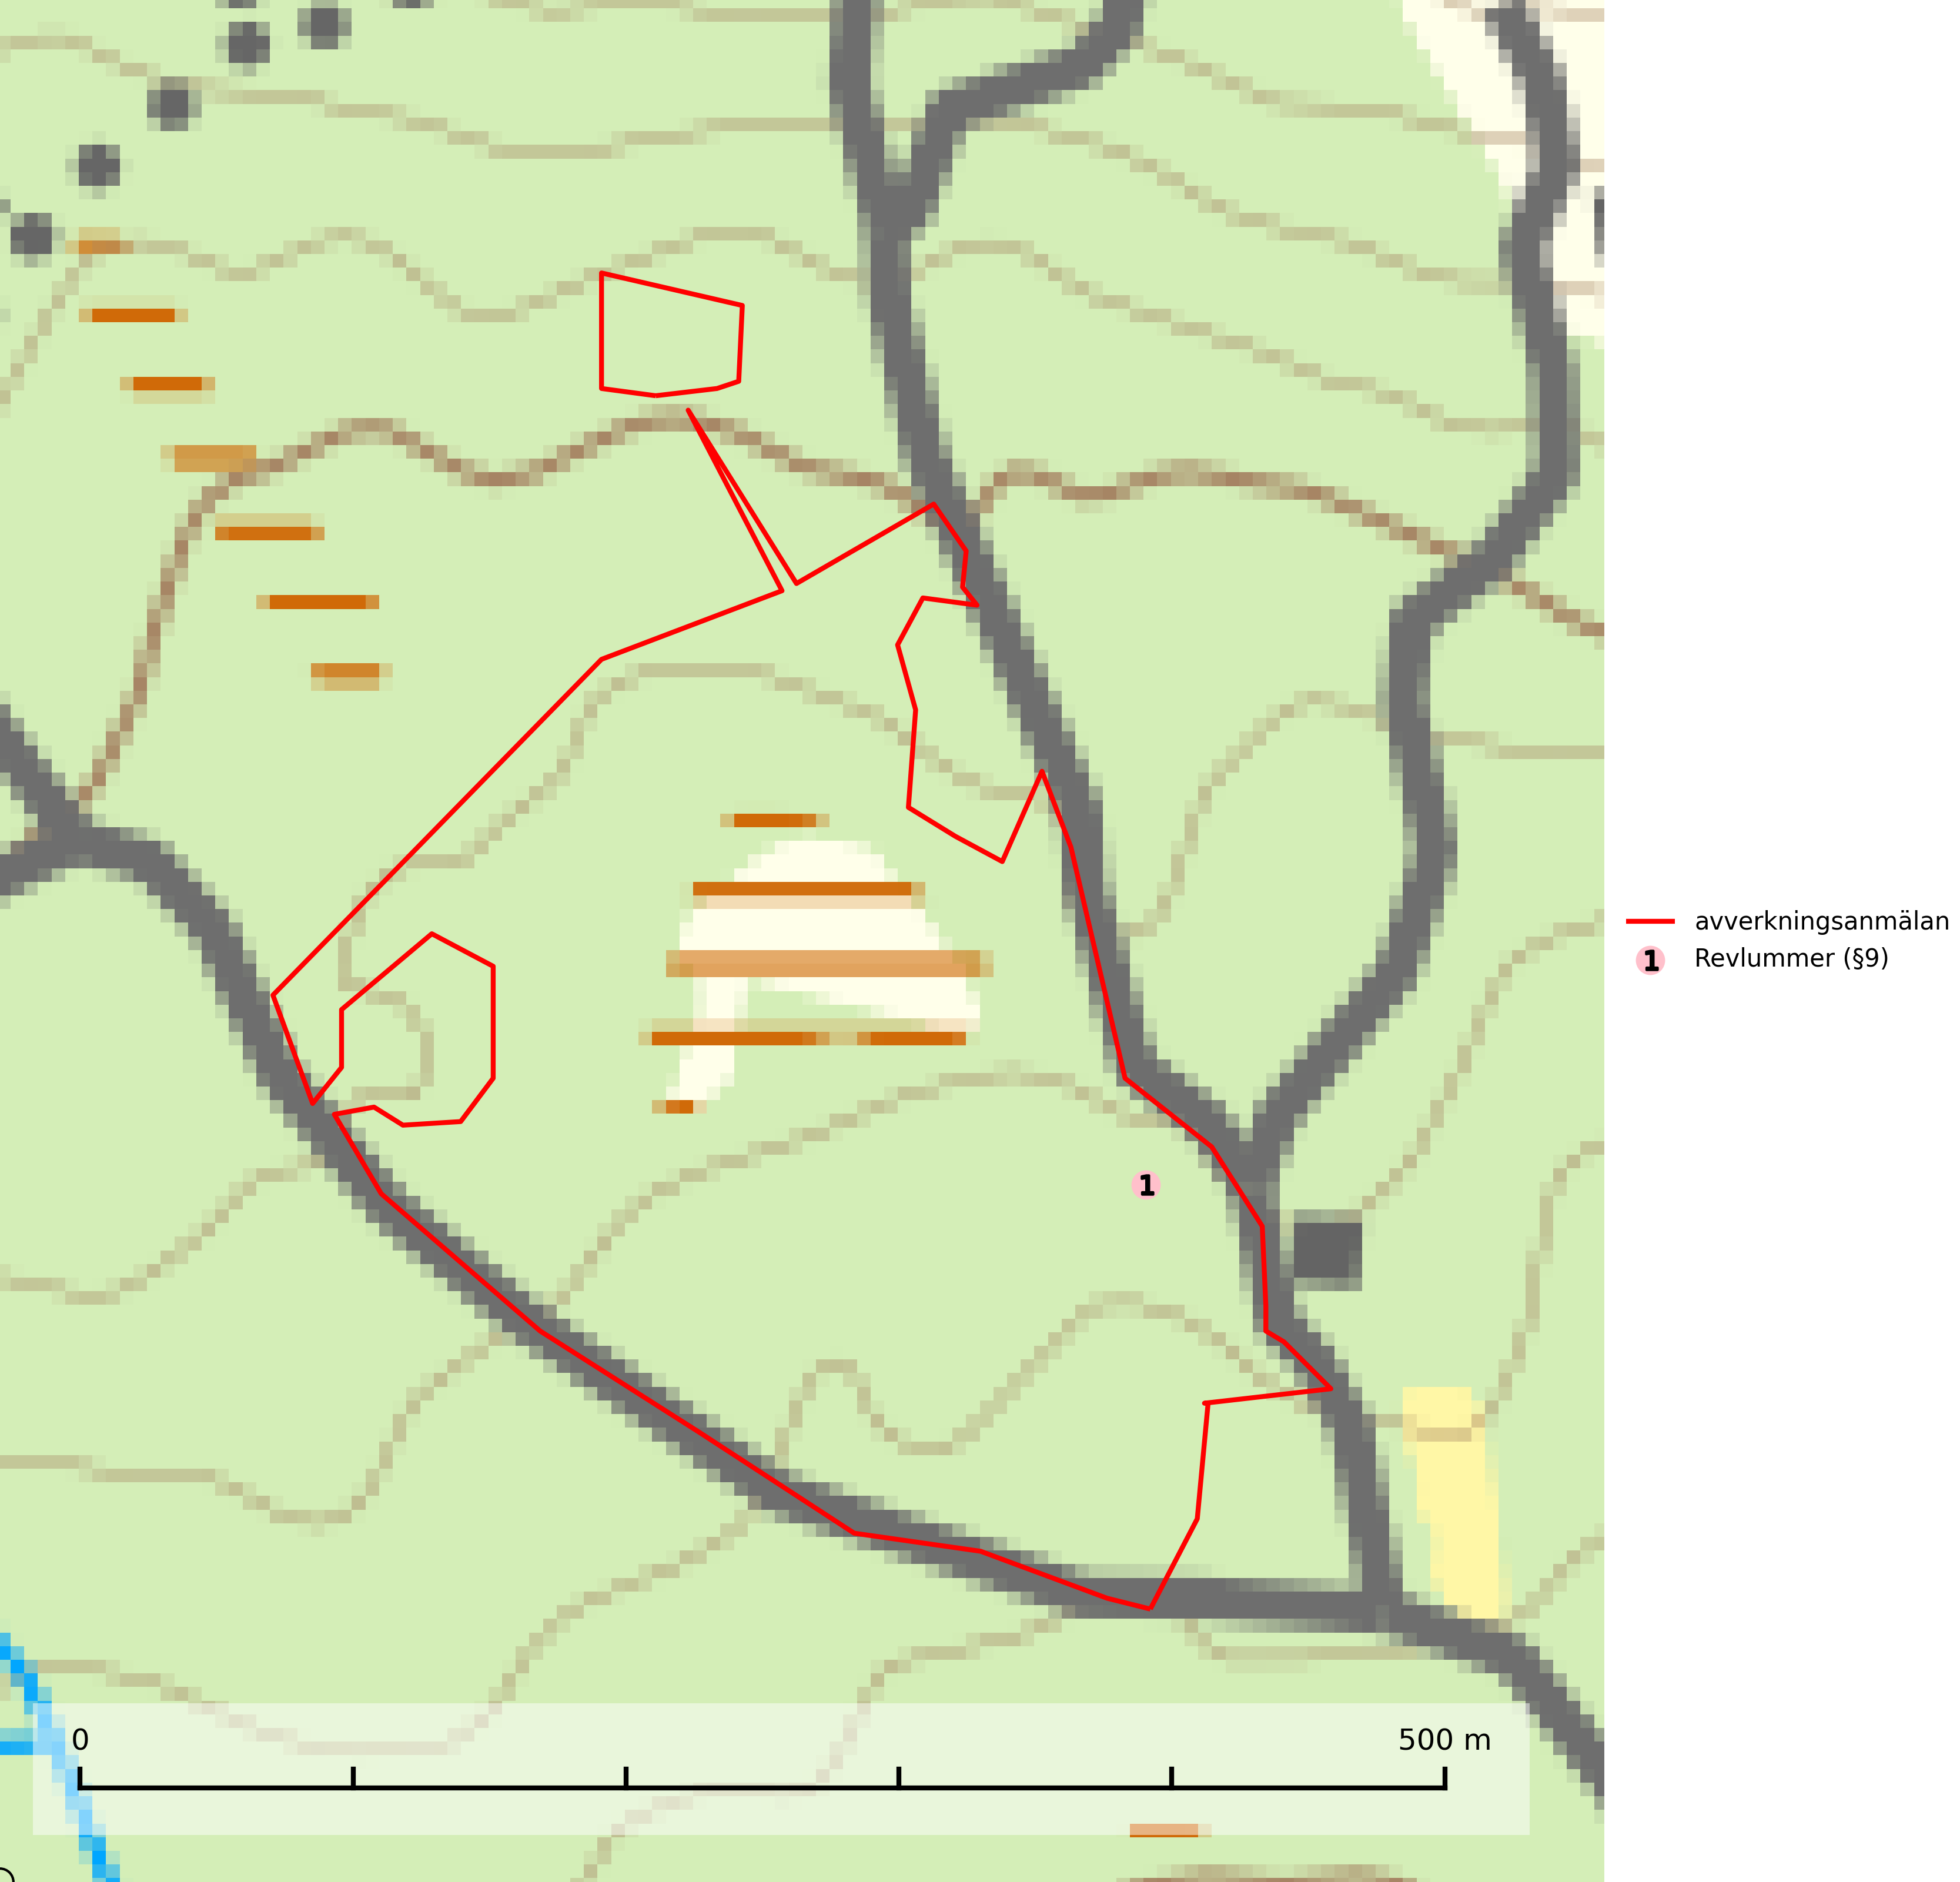 avverkningsanmälan
1 Revlummer (§9)
1
0 500 m